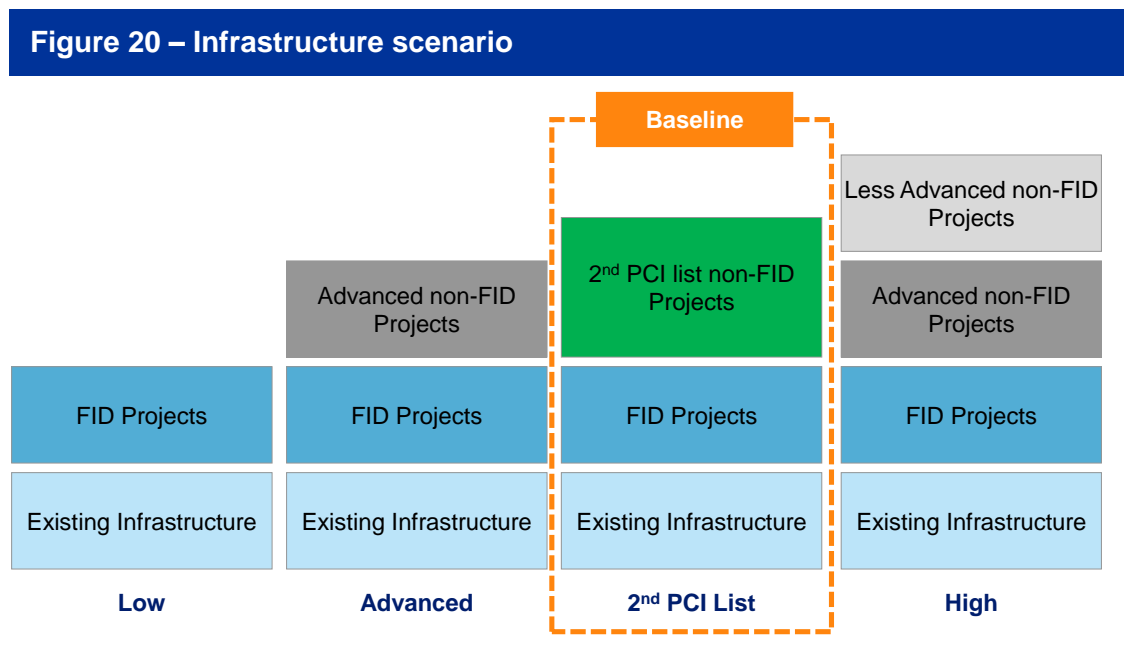 Figure 20 – Infrastructure scenario
Baseline
Less Advanced non-FID
Projects
2nd PCI list non-FID
Projects
Advanced non-FID
Projects
Advanced non-FID
Projects
FID Projects
FID Projects
FID Projects
FID Projects
Existing Infrastructure
Existing Infrastructure
Existing Infrastructure
Existing Infrastructure
Low
Advanced
2nd PCI List
High